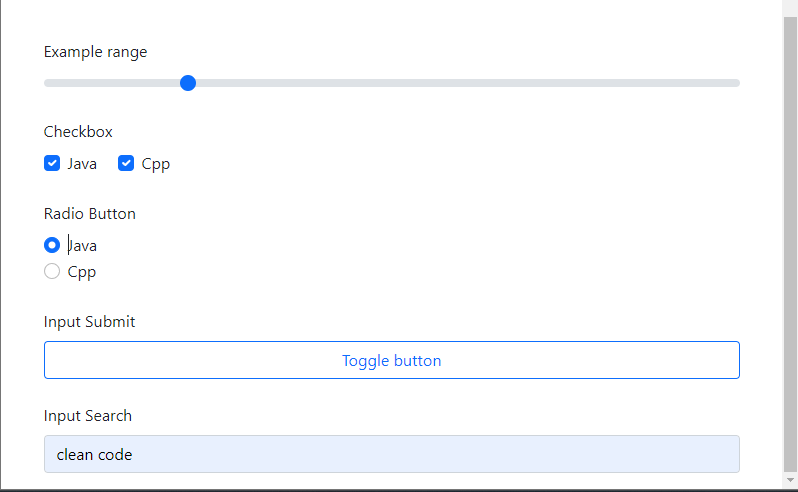 Example range
Checkbox
Java Cpp
Radio Button
Java
Cpp
Input Submit
Toggle button
Input Search
clean code